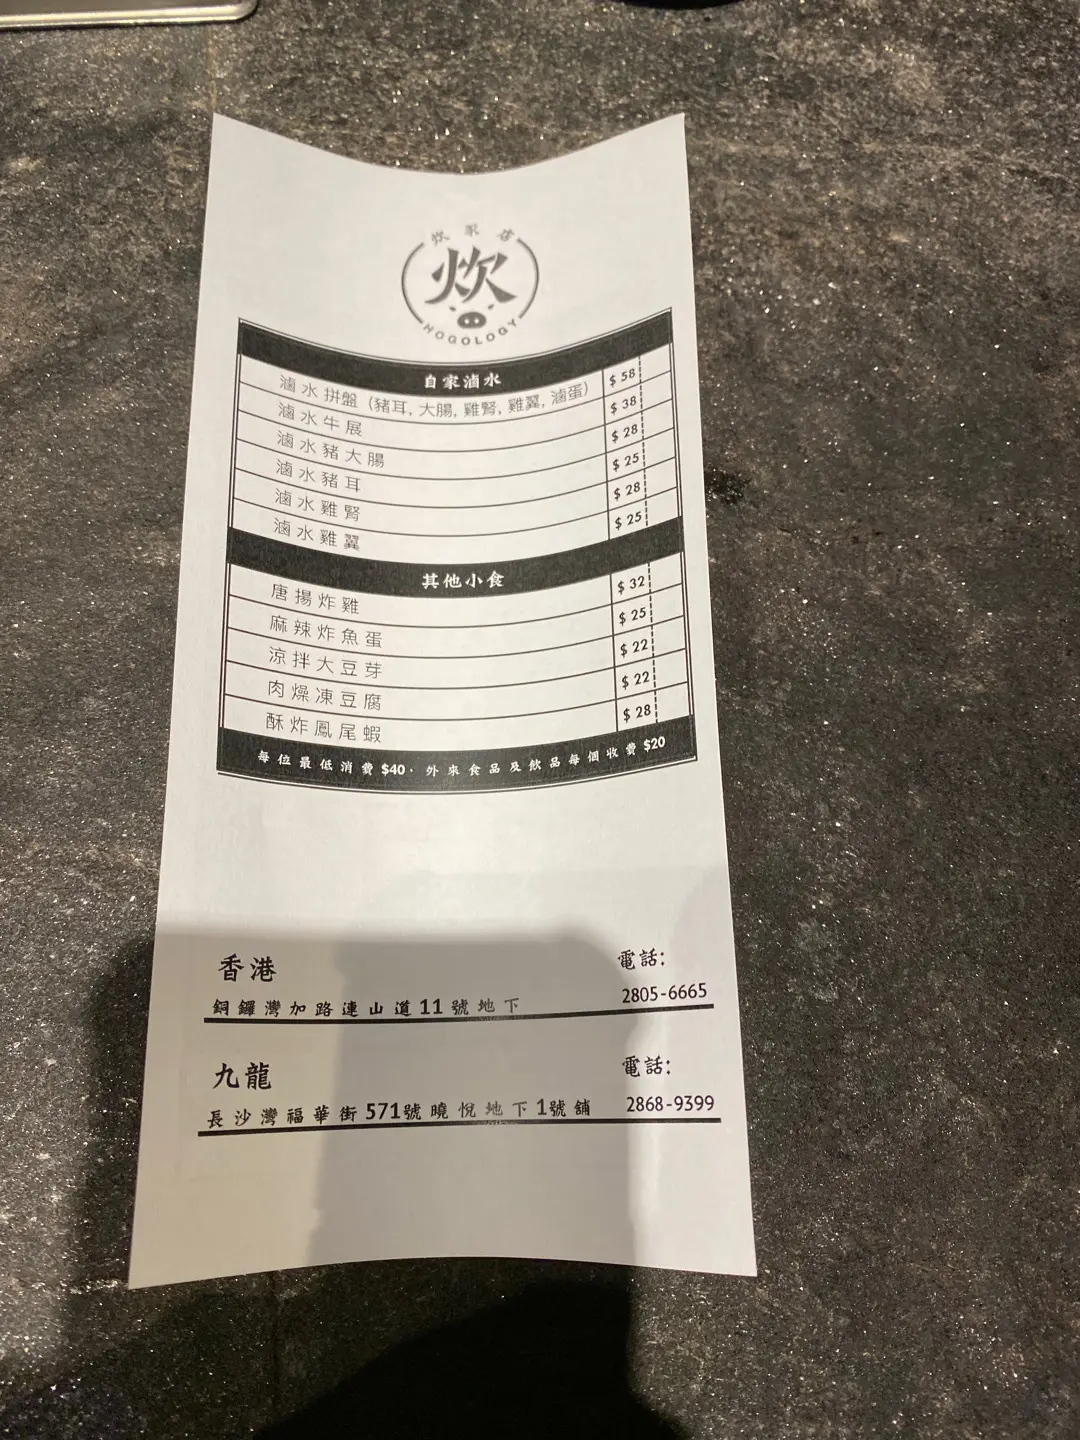 炊家店
炊
HOGOLOGY
自家滷水
滷水拼盤 (豬耳, 大腸, 雞腎, 雞翼, 滷蛋) $ 58
滷水牛展 $ 38
滷水豬大腸 $ 28
滷水豬耳 $ 25
滷水雞腎 $ 28
滷水雞翼 $ 25
其他小食
唐揚炸雞 $ 32
麻辣炸魚蛋 $ 25
涼拌大豆芽 $ 22
肉燥凍豆腐 $ 22
酥炸鳳尾蝦 $ 28
每位最低消費 $40 · 外來食品及飲品每個收費 $20
香港 電話:
銅鑼灣加路連山道11號地下 2805-6665
九龍 電話:
長沙灣福華街571號曉悅地下1號舖 2868-9399